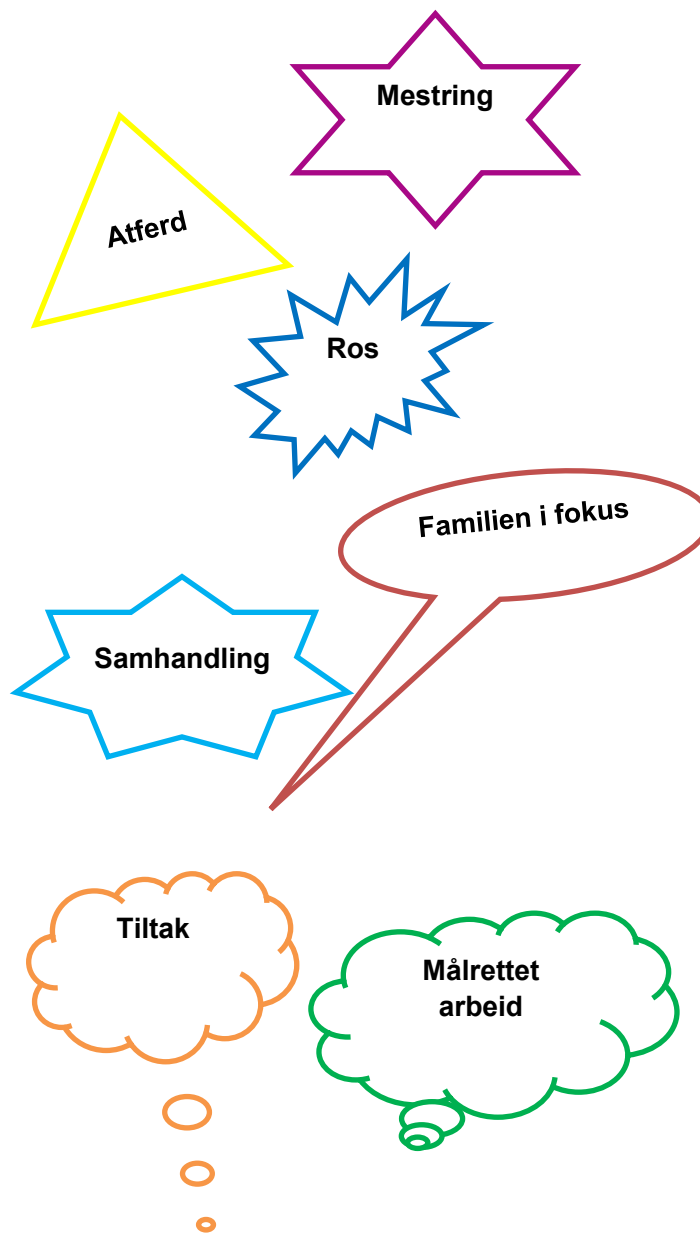 Mestring
Atferd
Ros
Familien i fokus
Samhandling
Tiltak
Målrettet
arbeid